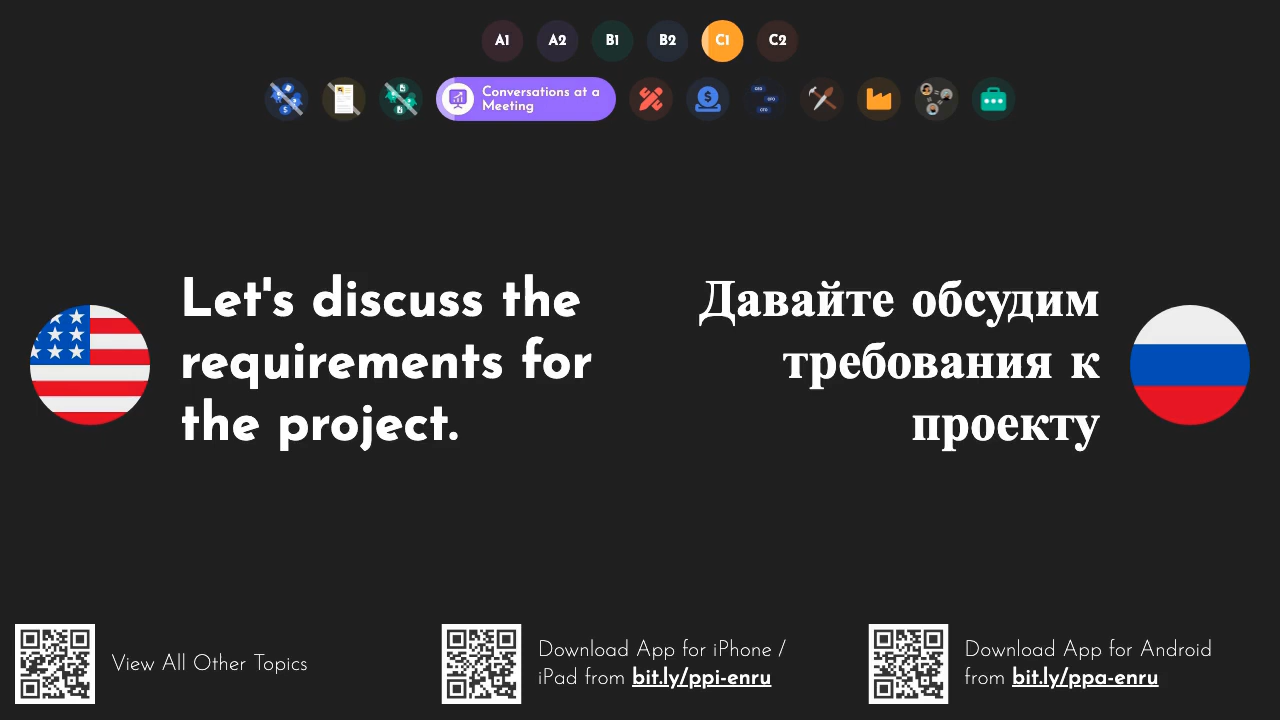 A1 A2 B1 B2 C1 C2
Conversations at a
Meeting
Let's discuss the
requirements for
the project.
Давайте обсудим
требования к
проекту
View All Other Topics
Download App for iPhone /
iPad from bit.ly/ppi-enru
Download App for Android
from bit.ly/ppa-enru